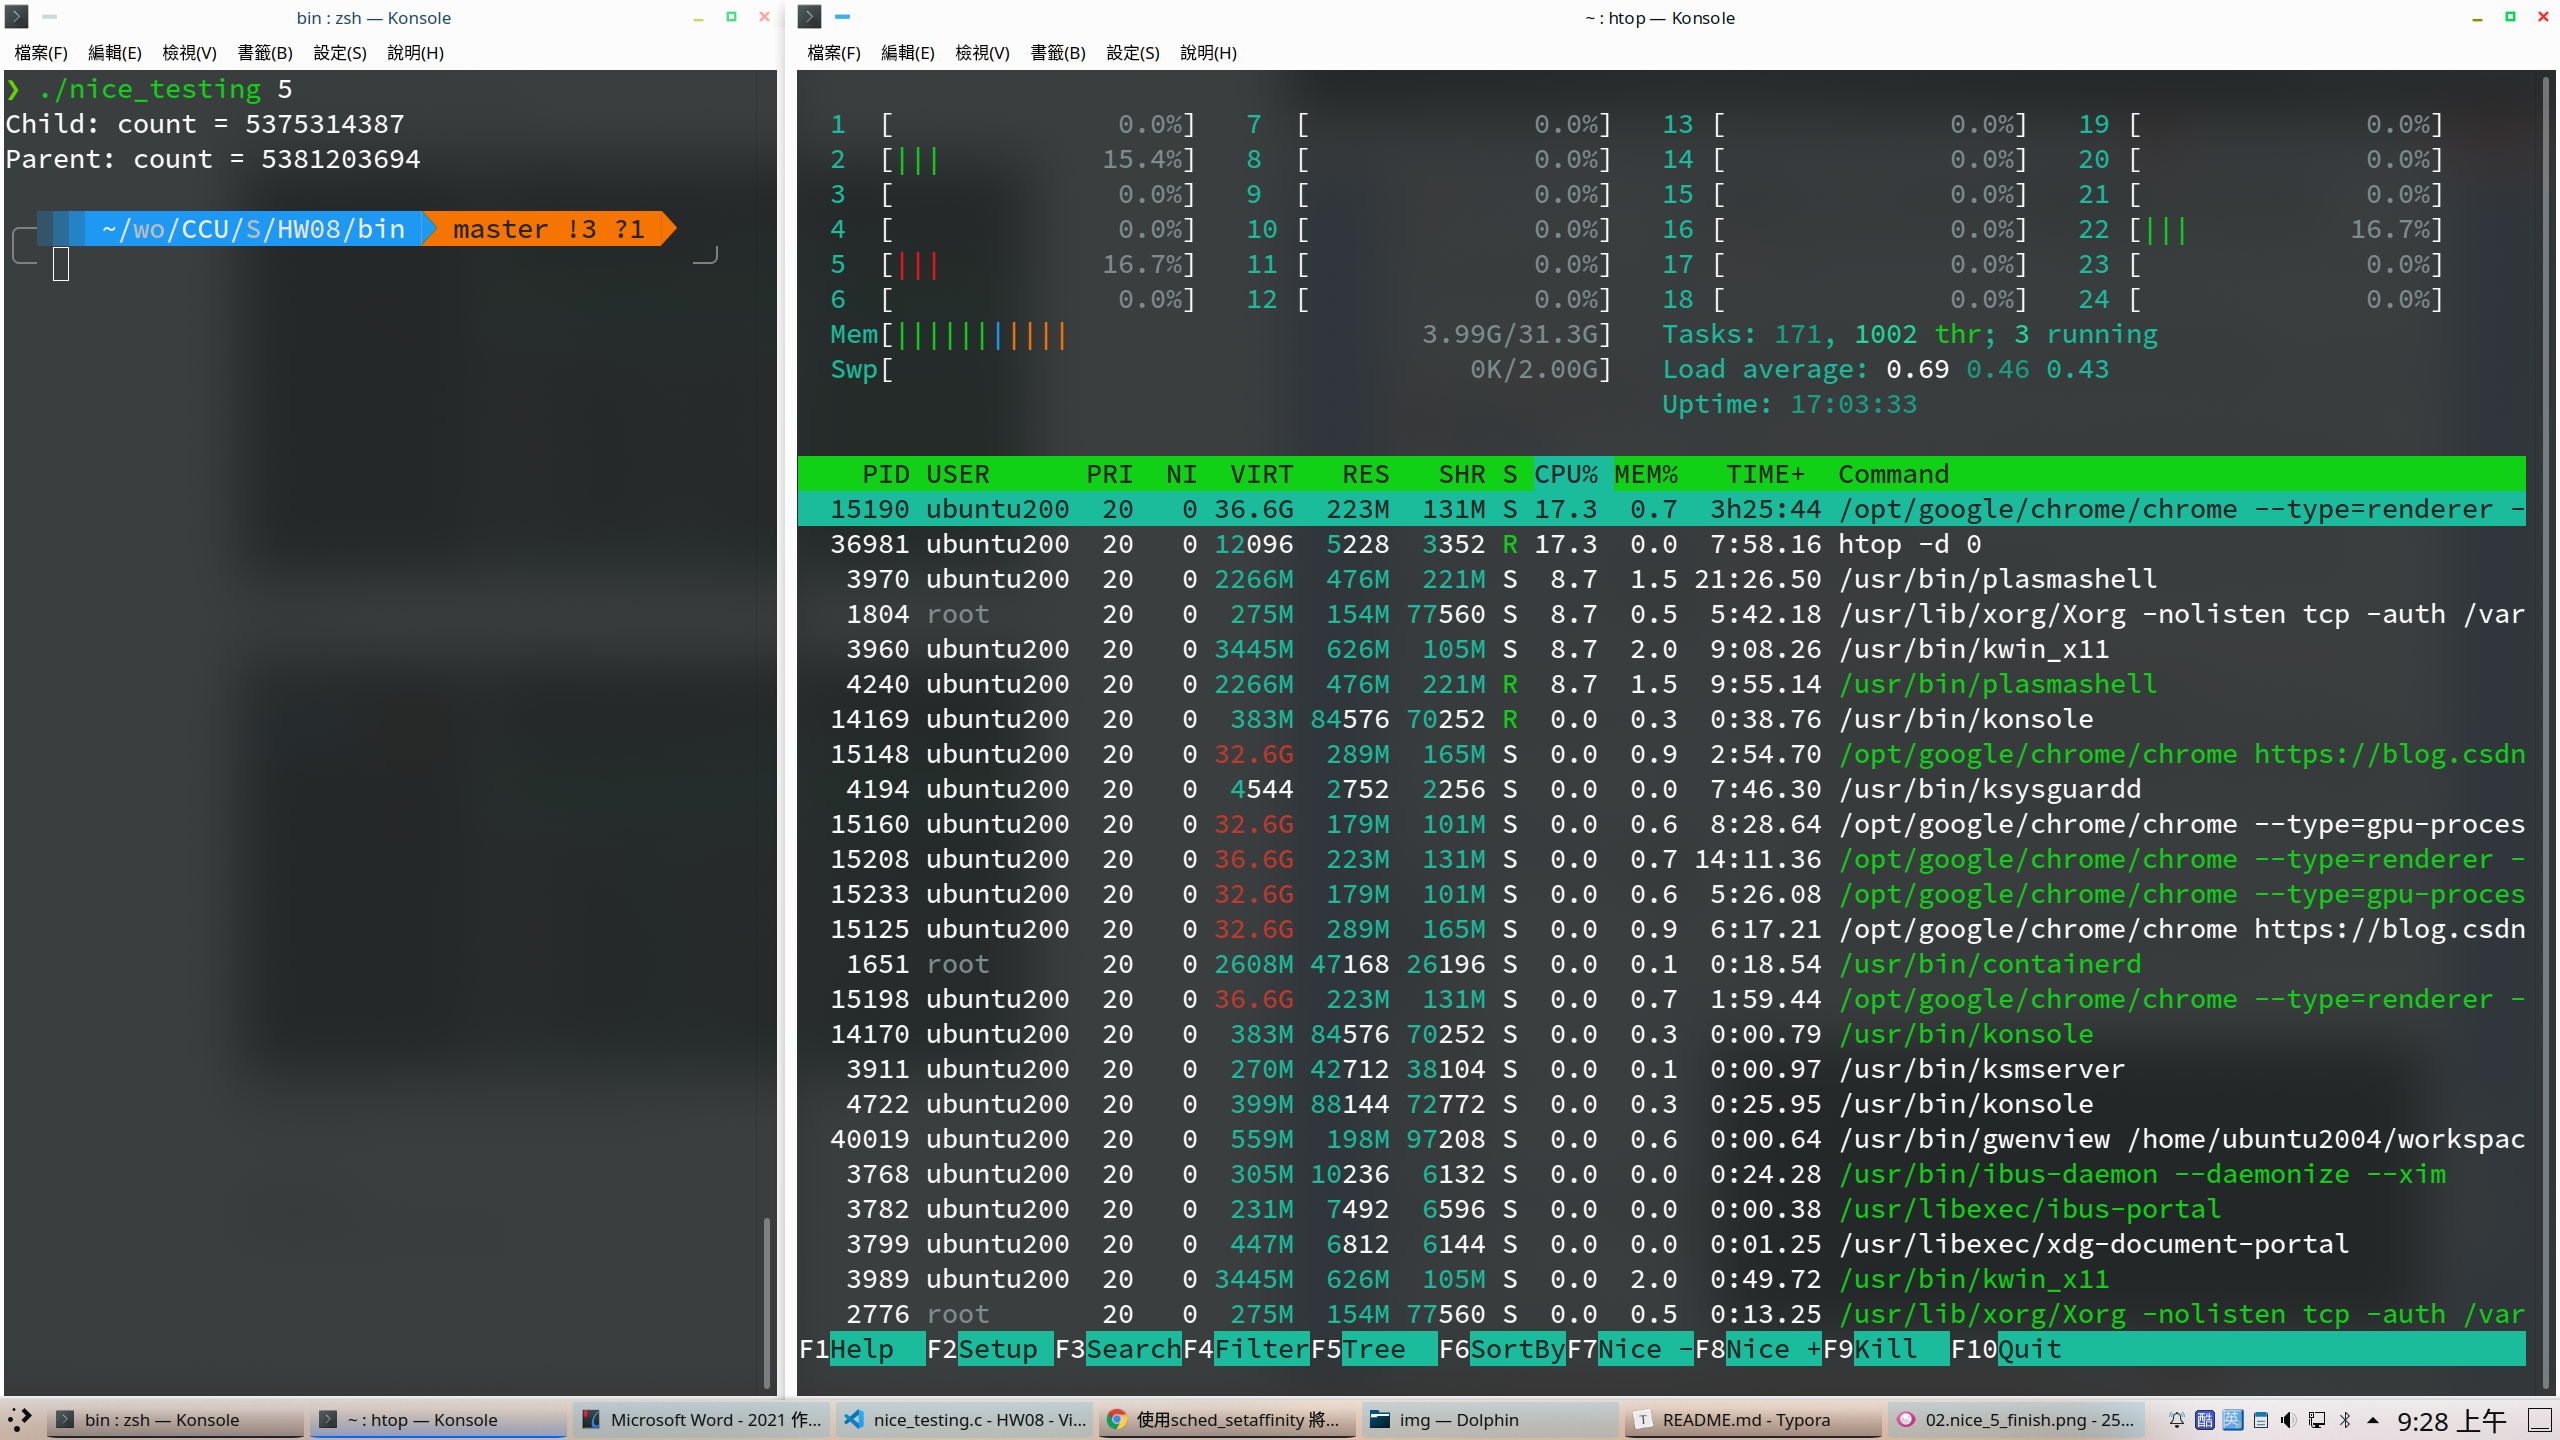 bin : zsh — Konsole
檔案(F) 編輯(E) 檢視(V) 書籤(B) 設定(S) 說明(H)
❯ ./nice_testing 5
Child: count = 5375314387
Parent: count = 5381203694
~/wo/CCU/S/HW08/bin master !3 ?1
~ : htop — Konsole
檔案(F) 編輯(E) 檢視(V) 書籤(B) 設定(S) 說明(H)
1 [ 0.0%] 7 [ 0.0%] 13 [ 0.0%] 19 [ 0.0%]
2 [||| 15.4%] 8 [ 0.0%] 14 [ 0.0%] 20 [ 0.0%]
3 [ 0.0%] 9 [ 0.0%] 15 [ 0.0%] 21 [ 0.0%]
4 [ 0.0%] 10 [ 0.0%] 16 [ 0.0%] 22 [||| 16.7%]
5 [||| 16.7%] 11 [ 0.0%] 17 [ 0.0%] 23 [ 0.0%]
6 [ 0.0%] 12 [ 0.0%] 18 [ 0.0%] 24 [ 0.0%]
Mem[||||||||||| 3.99G/31.3G] Tasks: 171, 1002 thr; 3 running
Swp[ 0K/2.00G] Load average: 0.69 0.46 0.43
Uptime: 17:03:33
PID USER PRI NI VIRT RES SHR S CPU% MEM% TIME+ Command
15190 ubuntu200 20 0 36.6G 223M 131M S 17.3 0.7 3h25:44 /opt/google/chrome/chrome --type=renderer -
36981 ubuntu200 20 0 12096 5228 3352 R 17.3 0.0 7:58.16 htop -d 0
3970 ubuntu200 20 0 2266M 476M 221M S 8.7 1.5 21:26.50 /usr/bin/plasmashell
1804 root 20 0 275M 154M 77560 S 8.7 0.5 5:42.18 /usr/lib/xorg/Xorg -nolisten tcp -auth /var
3960 ubuntu200 20 0 3445M 626M 105M S 8.7 2.0 9:08.26 /usr/bin/kwin_x11
4240 ubuntu200 20 0 2266M 476M 221M R 8.7 1.5 9:55.14 /usr/bin/plasmashell
14169 ubuntu200 20 0 383M 84576 70252 R 0.0 0.3 0:38.76 /usr/bin/konsole
15148 ubuntu200 20 0 32.6G 289M 165M S 0.0 0.9 2:54.70 /opt/google/chrome/chrome https://blog.csdn
4194 ubuntu200 20 0 4544 2752 2256 S 0.0 0.0 7:46.30 /usr/bin/ksysguardd
15160 ubuntu200 20 0 32.6G 179M 101M S 0.0 0.6 8:28.64 /opt/google/chrome/chrome --type=gpu-proces
15208 ubuntu200 20 0 36.6G 223M 131M S 0.0 0.7 14:11.36 /opt/google/chrome/chrome --type=renderer -
15233 ubuntu200 20 0 32.6G 179M 101M S 0.0 0.6 5:26.08 /opt/google/chrome/chrome --type=gpu-proces
15125 ubuntu200 20 0 32.6G 289M 165M S 0.0 0.9 6:17.21 /opt/google/chrome/chrome https://blog.csdn
1651 root 20 0 2608M 47168 26196 S 0.0 0.1 0:18.54 /usr/bin/containerd
15198 ubuntu200 20 0 36.6G 223M 131M S 0.0 0.7 1:59.44 /opt/google/chrome/chrome --type=renderer -
14170 ubuntu200 20 0 383M 84576 70252 S 0.0 0.3 0:00.79 /usr/bin/konsole
3911 ubuntu200 20 0 270M 42712 38104 S 0.0 0.1 0:00.97 /usr/bin/ksmserver
4722 ubuntu200 20 0 399M 88144 72772 S 0.0 0.3 0:25.95 /usr/bin/konsole
40019 ubuntu200 20 0 559M 198M 97208 S 0.0 0.6 0:00.64 /usr/bin/gwenview /home/ubuntu2004/workspac
3768 ubuntu200 20 0 305M 10236 6132 S 0.0 0.0 0:24.28 /usr/bin/ibus-daemon --daemonize --xim
3782 ubuntu200 20 0 231M 7492 6596 S 0.0 0.0 0:00.38 /usr/libexec/ibus-portal
3799 ubuntu200 20 0 447M 6812 6144 S 0.0 0.0 0:01.25 /usr/libexec/xdg-document-portal
3989 ubuntu200 20 0 3445M 626M 105M S 0.0 2.0 0:49.72 /usr/bin/kwin_x11
2776 root 20 0 275M 154M 77560 S 0.0 0.5 0:13.25 /usr/lib/xorg/Xorg -nolisten tcp -auth /var
F1Help F2Setup F3SearchF4FilterF5Tree F6SortByF7Nice -F8Nice +F9Kill F10Quit
bin : zsh — Konsole ~ : htop — Konsole Microsoft Word - 2021 作... nice_testing.c - HW08 - Vi... 使用sched_setaffinity 將... img — Dolphin README.md - Typora 02.nice_5_finish.png - 25... 酷 英 9:28 上午